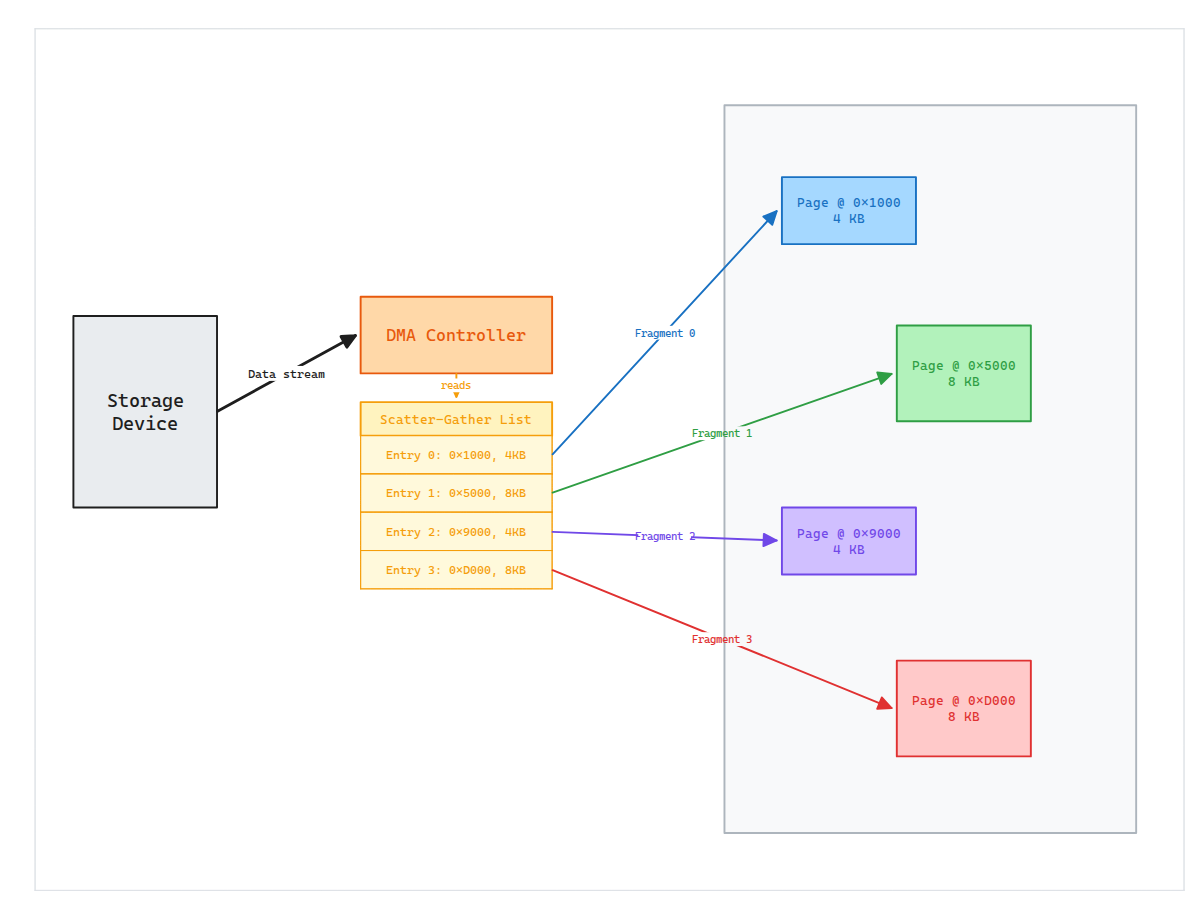 Storage
Device
Data stream
DMA Controller
reads
Scatter-Gather List
Entry 0: 0×1000, 4KB
Entry 1: 0×5000, 8KB
Entry 2: 0×9000, 4KB
Entry 3: 0×D000, 8KB
Fragment 0
Fragment 1
Fragment 2
Fragment 3
Page @ 0×1000
4 KB
Page @ 0×5000
8 KB
Page @ 0×9000
4 KB
Page @ 0×D000
8 KB